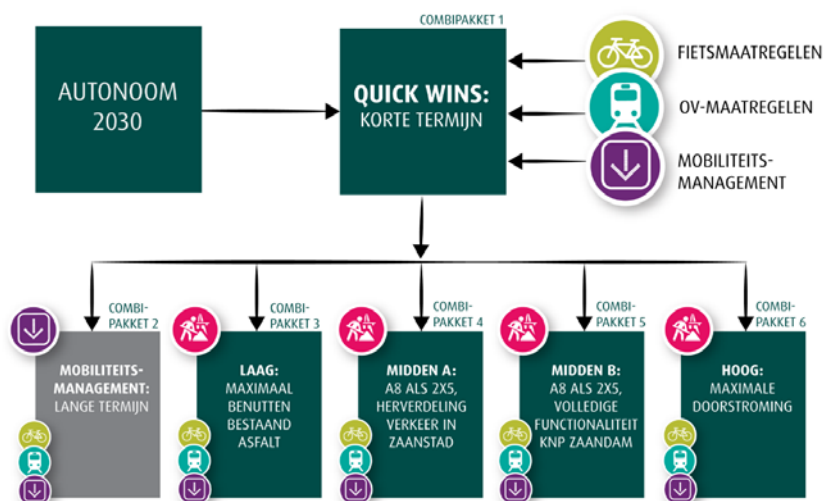 COMBIPAKKET 1
AUTONOOM
2030
QUICK WINS:
KORTE TERMIJN
FIETSMAATREGELEN
OV-MAATREGELEN
MOBILITEITS-
MANAGEMENT
COMBI-
PAKKET 2
MOBILITEITS-
MANAGEMENT:
LANGE TERMIJN
COMBI-
PAKKET 3
LAAG:
MAXIMAAL
BENUTTEN
BESTAAND
ASFALT
COMBI-
PAKKET 4
MIDDEN A:
A8 ALS 2X5,
HERVERDELING
VERKEER IN
ZAANSTAD
COMBI-
PAKKET 5
MIDDEN B:
A8 ALS 2X5,
VOLLEDIGE
FUNCTIONALITEIT
KNP ZAANDAM
COMBI-
PAKKET 6
HOOG:
MAXIMALE
DOORSTROMING